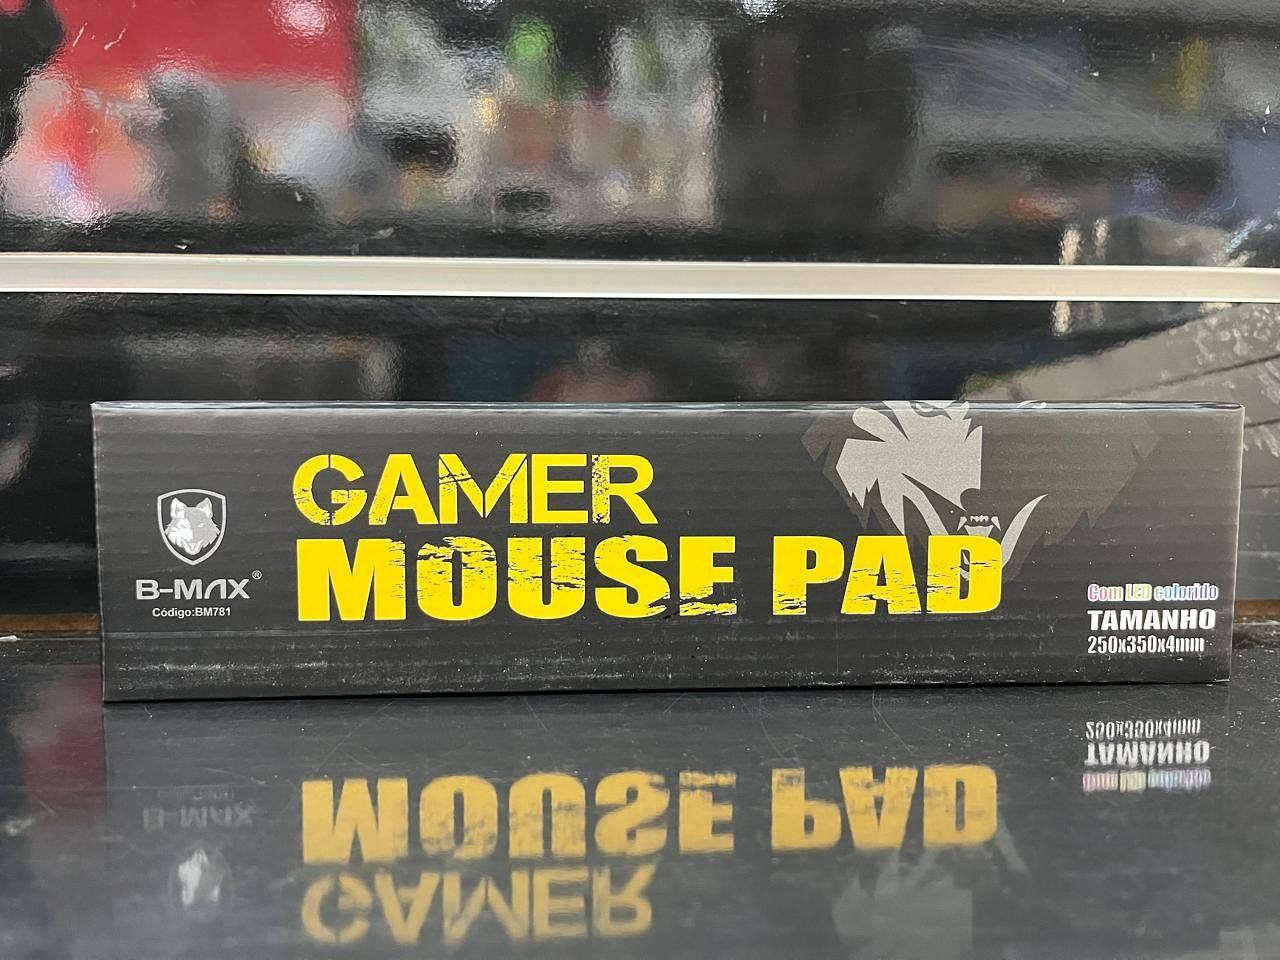 GAMER
MOUSE PAD
B-MAX®
Código:BM781
Com LED colorido
TAMANHO
250x350x4mm